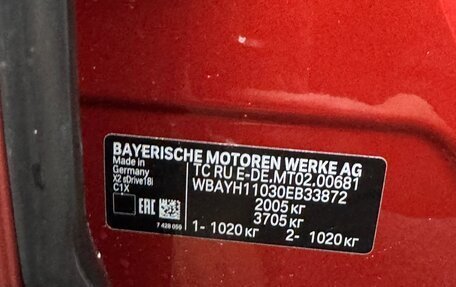 BAYERISCHE MOTOREN WERKE AG
Made in Germany
X2 sDrive18i
C1X
TC RU E-DE.MT02.00681
WBAYH11030EB33872
2005 кг
3705 кг
1- 1020 кг 2- 1020 кг
EAC
7 428 059